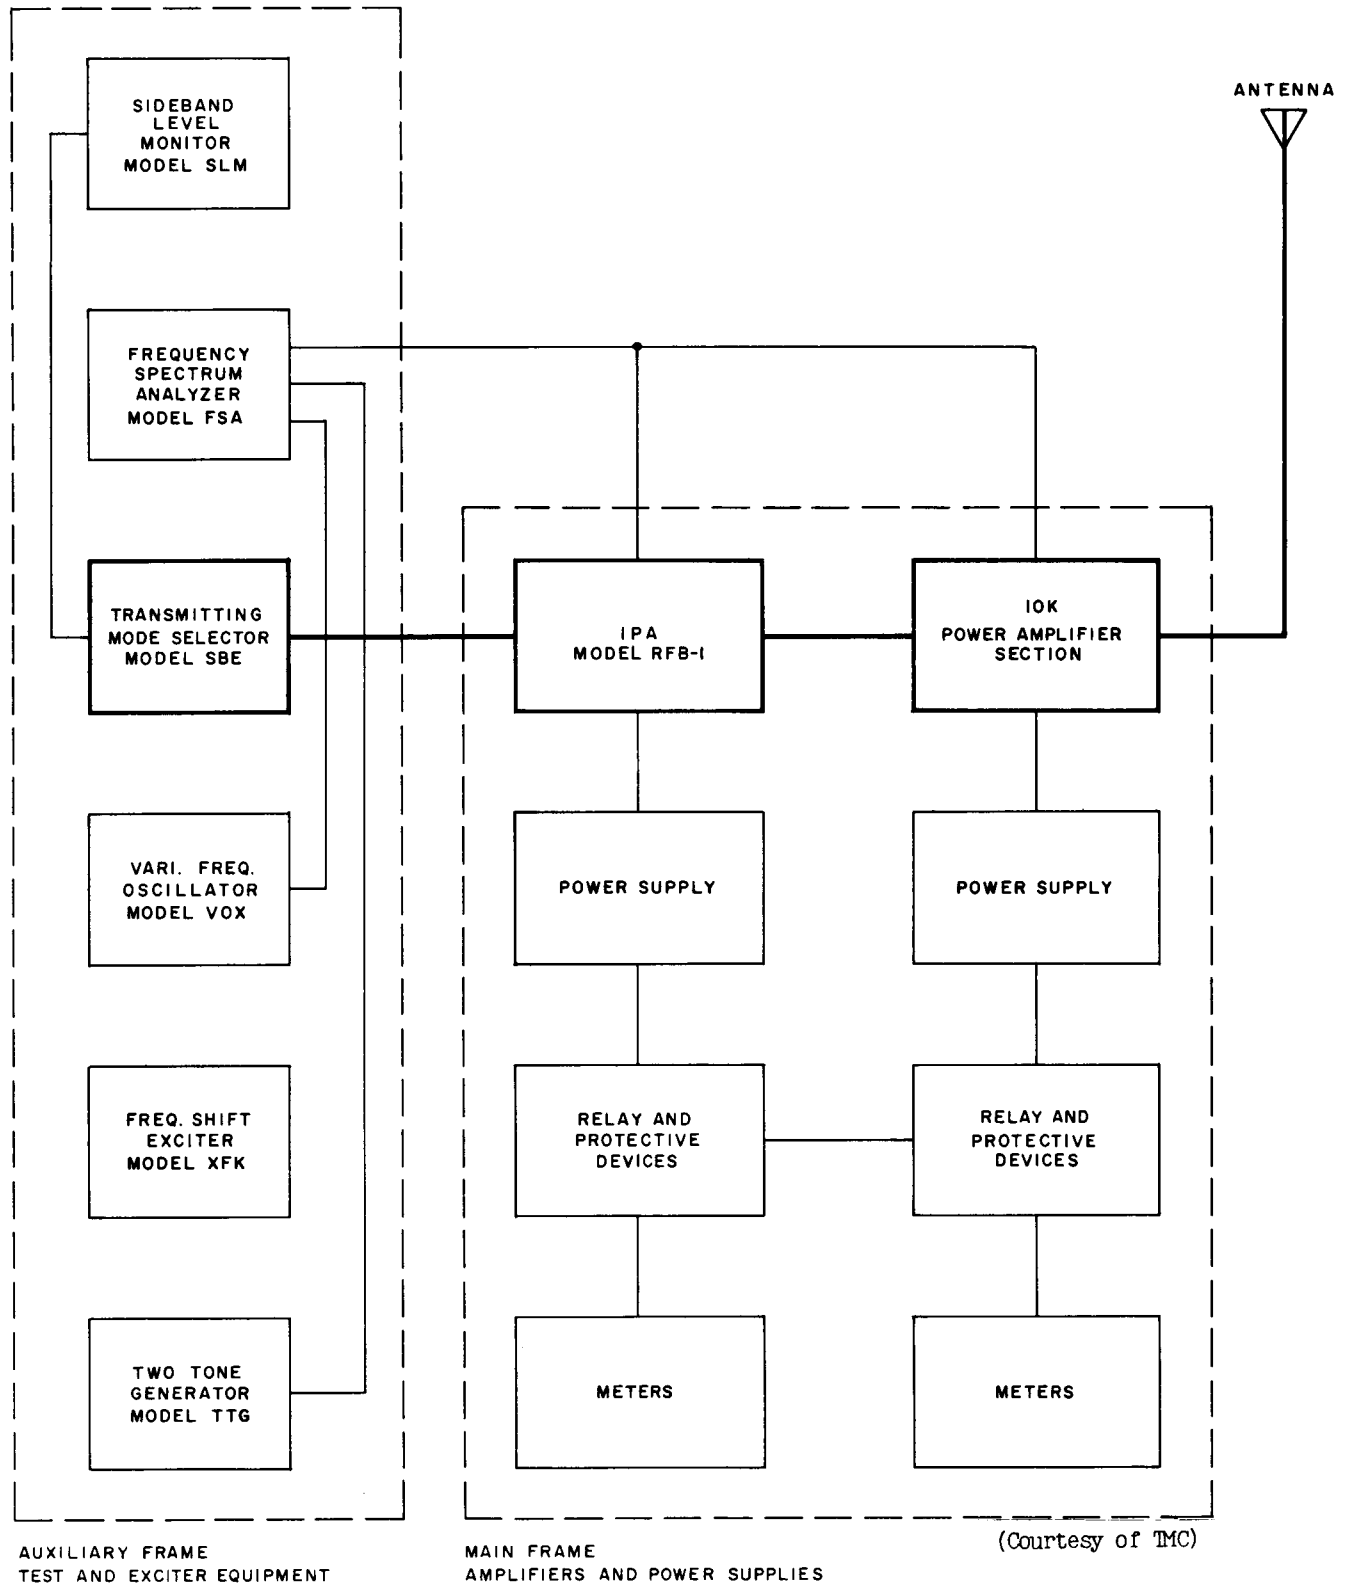 ANTENNA
SIDEBAND
LEVEL
MONITOR
MODEL SLM
FREQUENCY
SPECTRUM
ANALYZER
MODEL FSA
TRANSMITTING
MODE SELECTOR
MODEL SBE
IPA
MODEL RFB-1
10K
POWER AMPLIFIER
SECTION
VARI. FREQ.
OSCILLATOR
MODEL VOX
POWER SUPPLY
POWER SUPPLY
FREQ. SHIFT
EXCITER
MODEL XFK
RELAY AND
PROTECTIVE
DEVICES
RELAY AND
PROTECTIVE
DEVICES
TWO TONE
GENERATOR
MODEL TTG
METERS
METERS
AUXILIARY FRAME
TEST AND EXCITER EQUIPMENT
MAIN FRAME
AMPLIFIERS AND POWER SUPPLIES
(Courtesy of TMC)